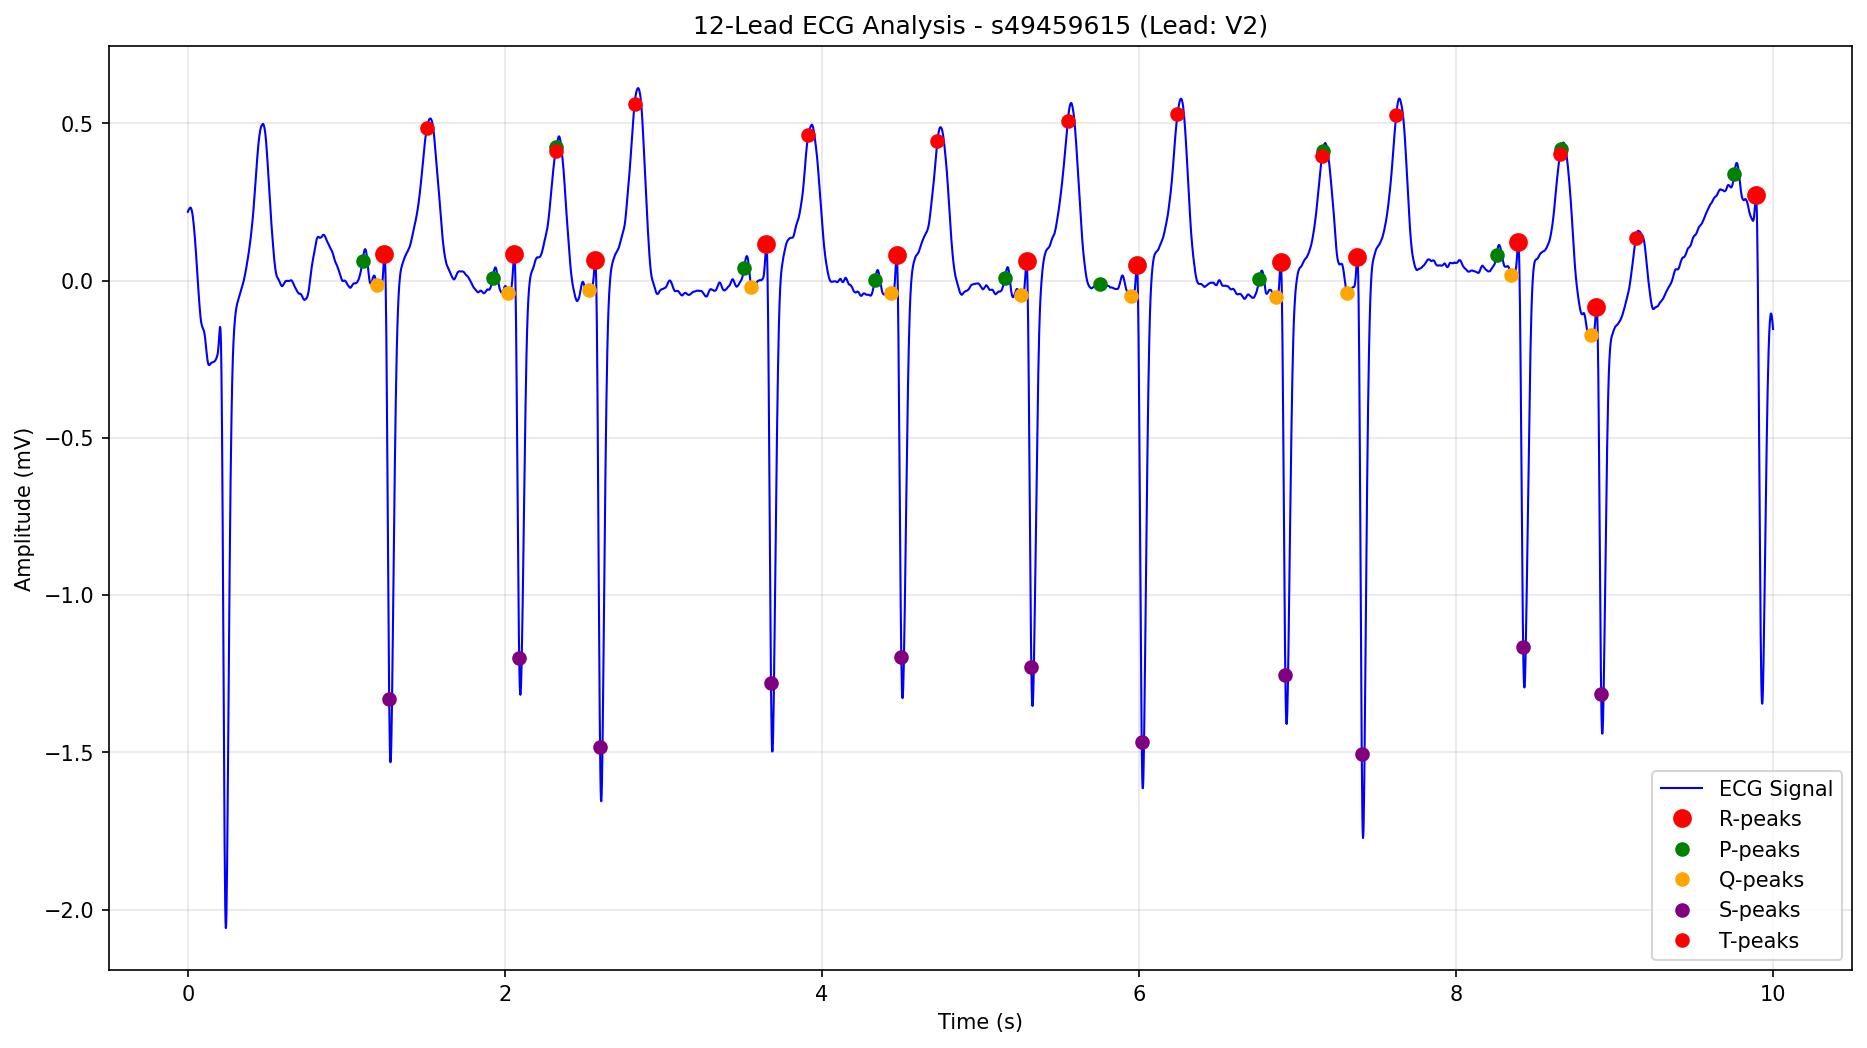 12-Lead ECG Analysis - s49459615 (Lead: V2)
Amplitude (mV)
0.5
0.0
−0.5
−1.0
−1.5
−2.0
0
2
4
6
8
10
Time (s)
ECG Signal
R-peaks
P-peaks
Q-peaks
S-peaks
T-peaks